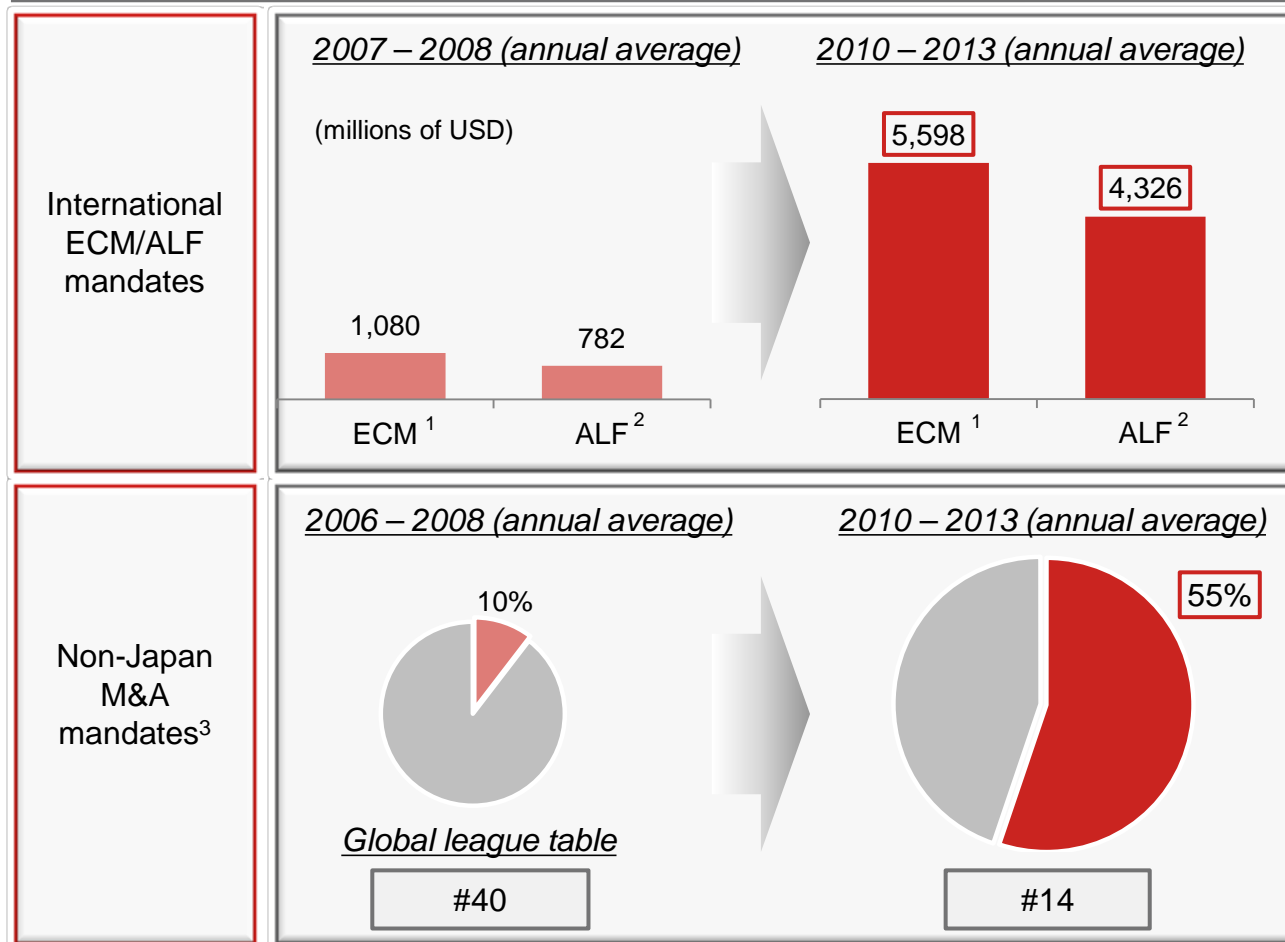 International
ECM/ALF
mandates
2007 – 2008 (annual average)
2010 – 2013 (annual average)
(millions of USD)
1,080
782
5,598
4,326
ECM 1
ALF 2
ECM 1
ALF 2
Non-Japan
M&A
mandates3
2006 – 2008 (annual average)
2010 – 2013 (annual average)
10%
55%
Global league table
#40
#14